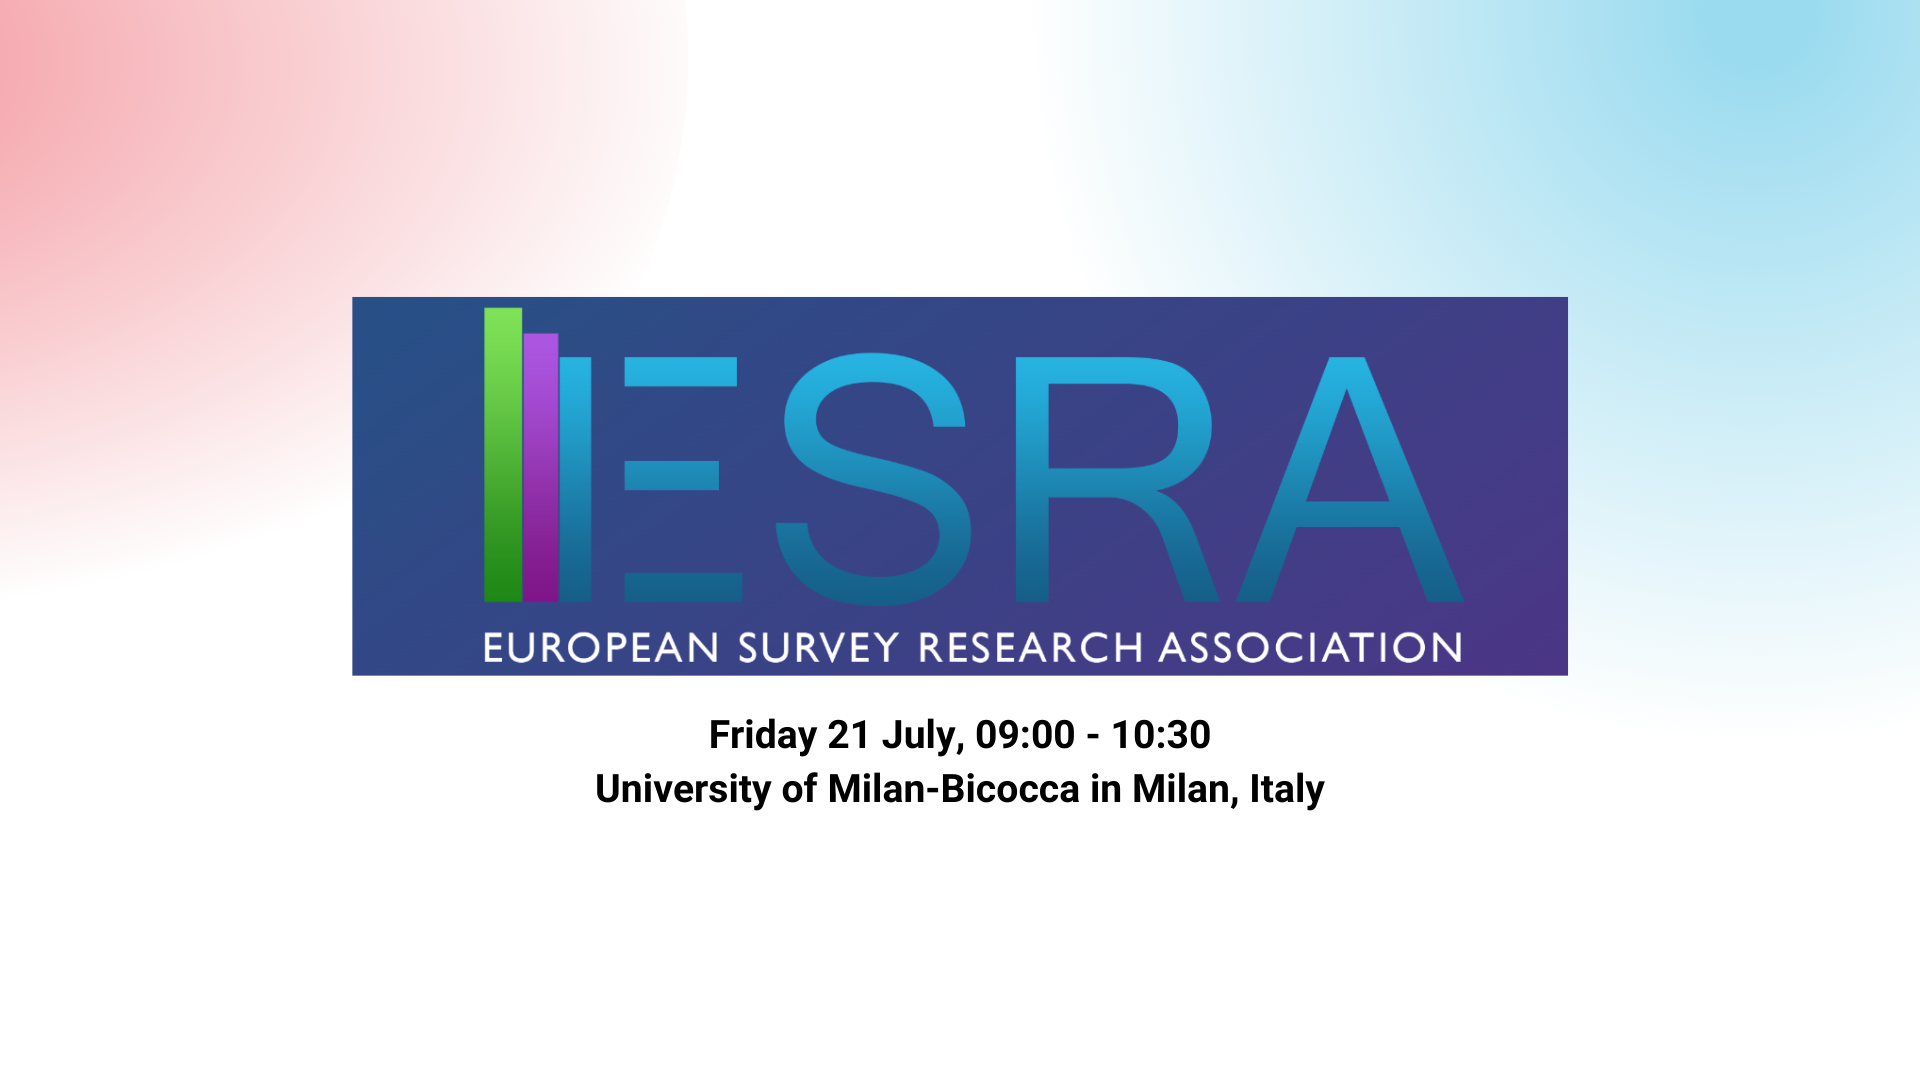 ESRA
EUROPEAN SURVEY RESEARCH ASSOCIATION
Friday 21 July, 09:00 - 10:30
University of Milan-Bicocca in Milan, Italy